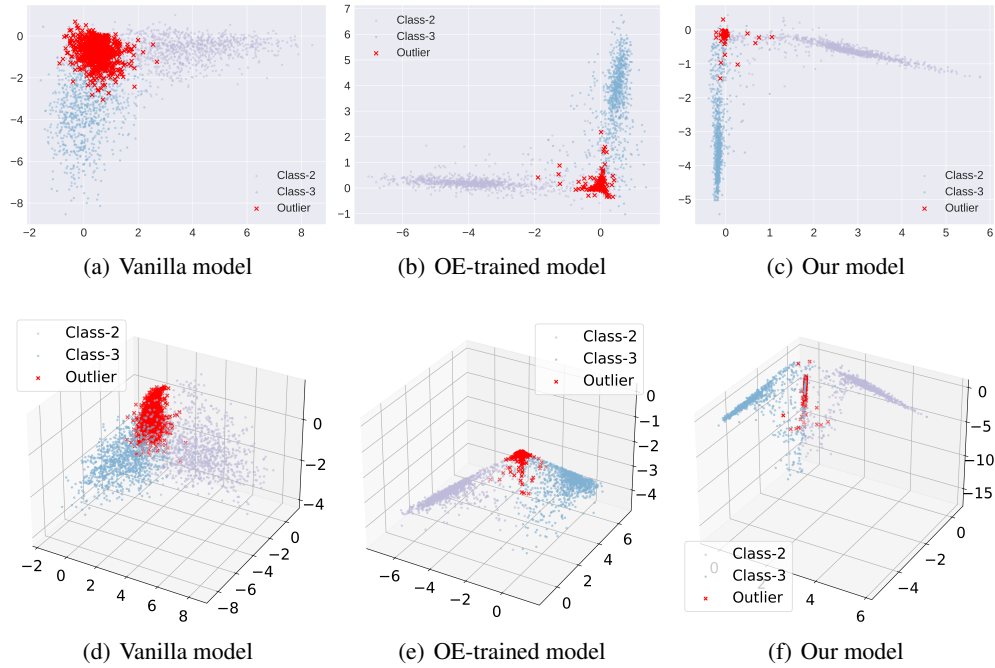 0
−2
−4
−6
−8
−2 0 2 4 6 8
Class-2
Class-3
Outlier
(a) Vanilla model
7
6
5
4
3
2
1
0
−1
−6 −4 −2 0
Class-2
Class-3
Outlier
(b) OE-trained model
0
−1
−2
−3
−4
−5
0 1 2 3 4 5 6
Class-2
Class-3
Outlier
(c) Our model
Class-2
Class-3
Outlier
0
−2
−4
−2 0 2 4 6 8
0
−2
−4
−6
−8
(d) Vanilla model
Class-2
Class-3
Outlier
0
−1
−2
−3
−4
−6 −4 −2 0
6
4
2
0
(e) OE-trained model
0
−5
−10
−15
0
−2
−4
0 2 4 6
Class-2
Class-3
Outlier
(f) Our model